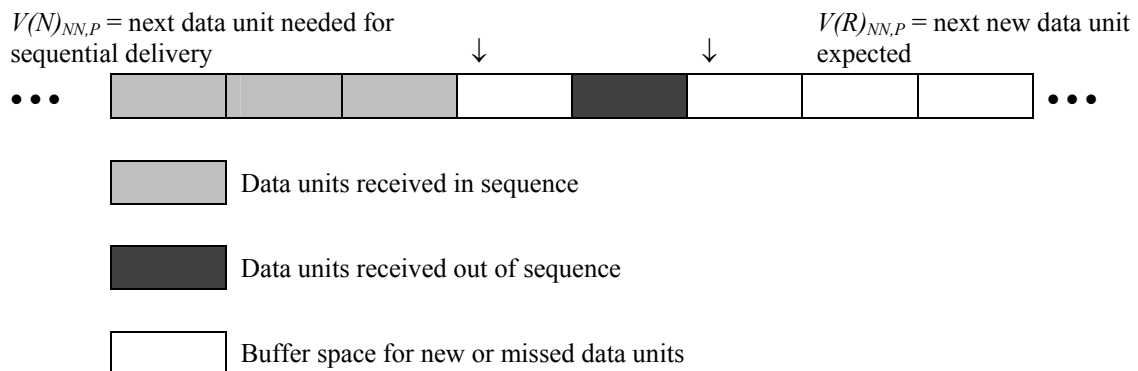 V(N)NN,P = next data unit needed for
sequential delivery
↓
↓
V(R)NN,P = next new data unit
expected
•••
•••
Data units received in sequence
Data units received out of sequence
Buffer space for new or missed data units